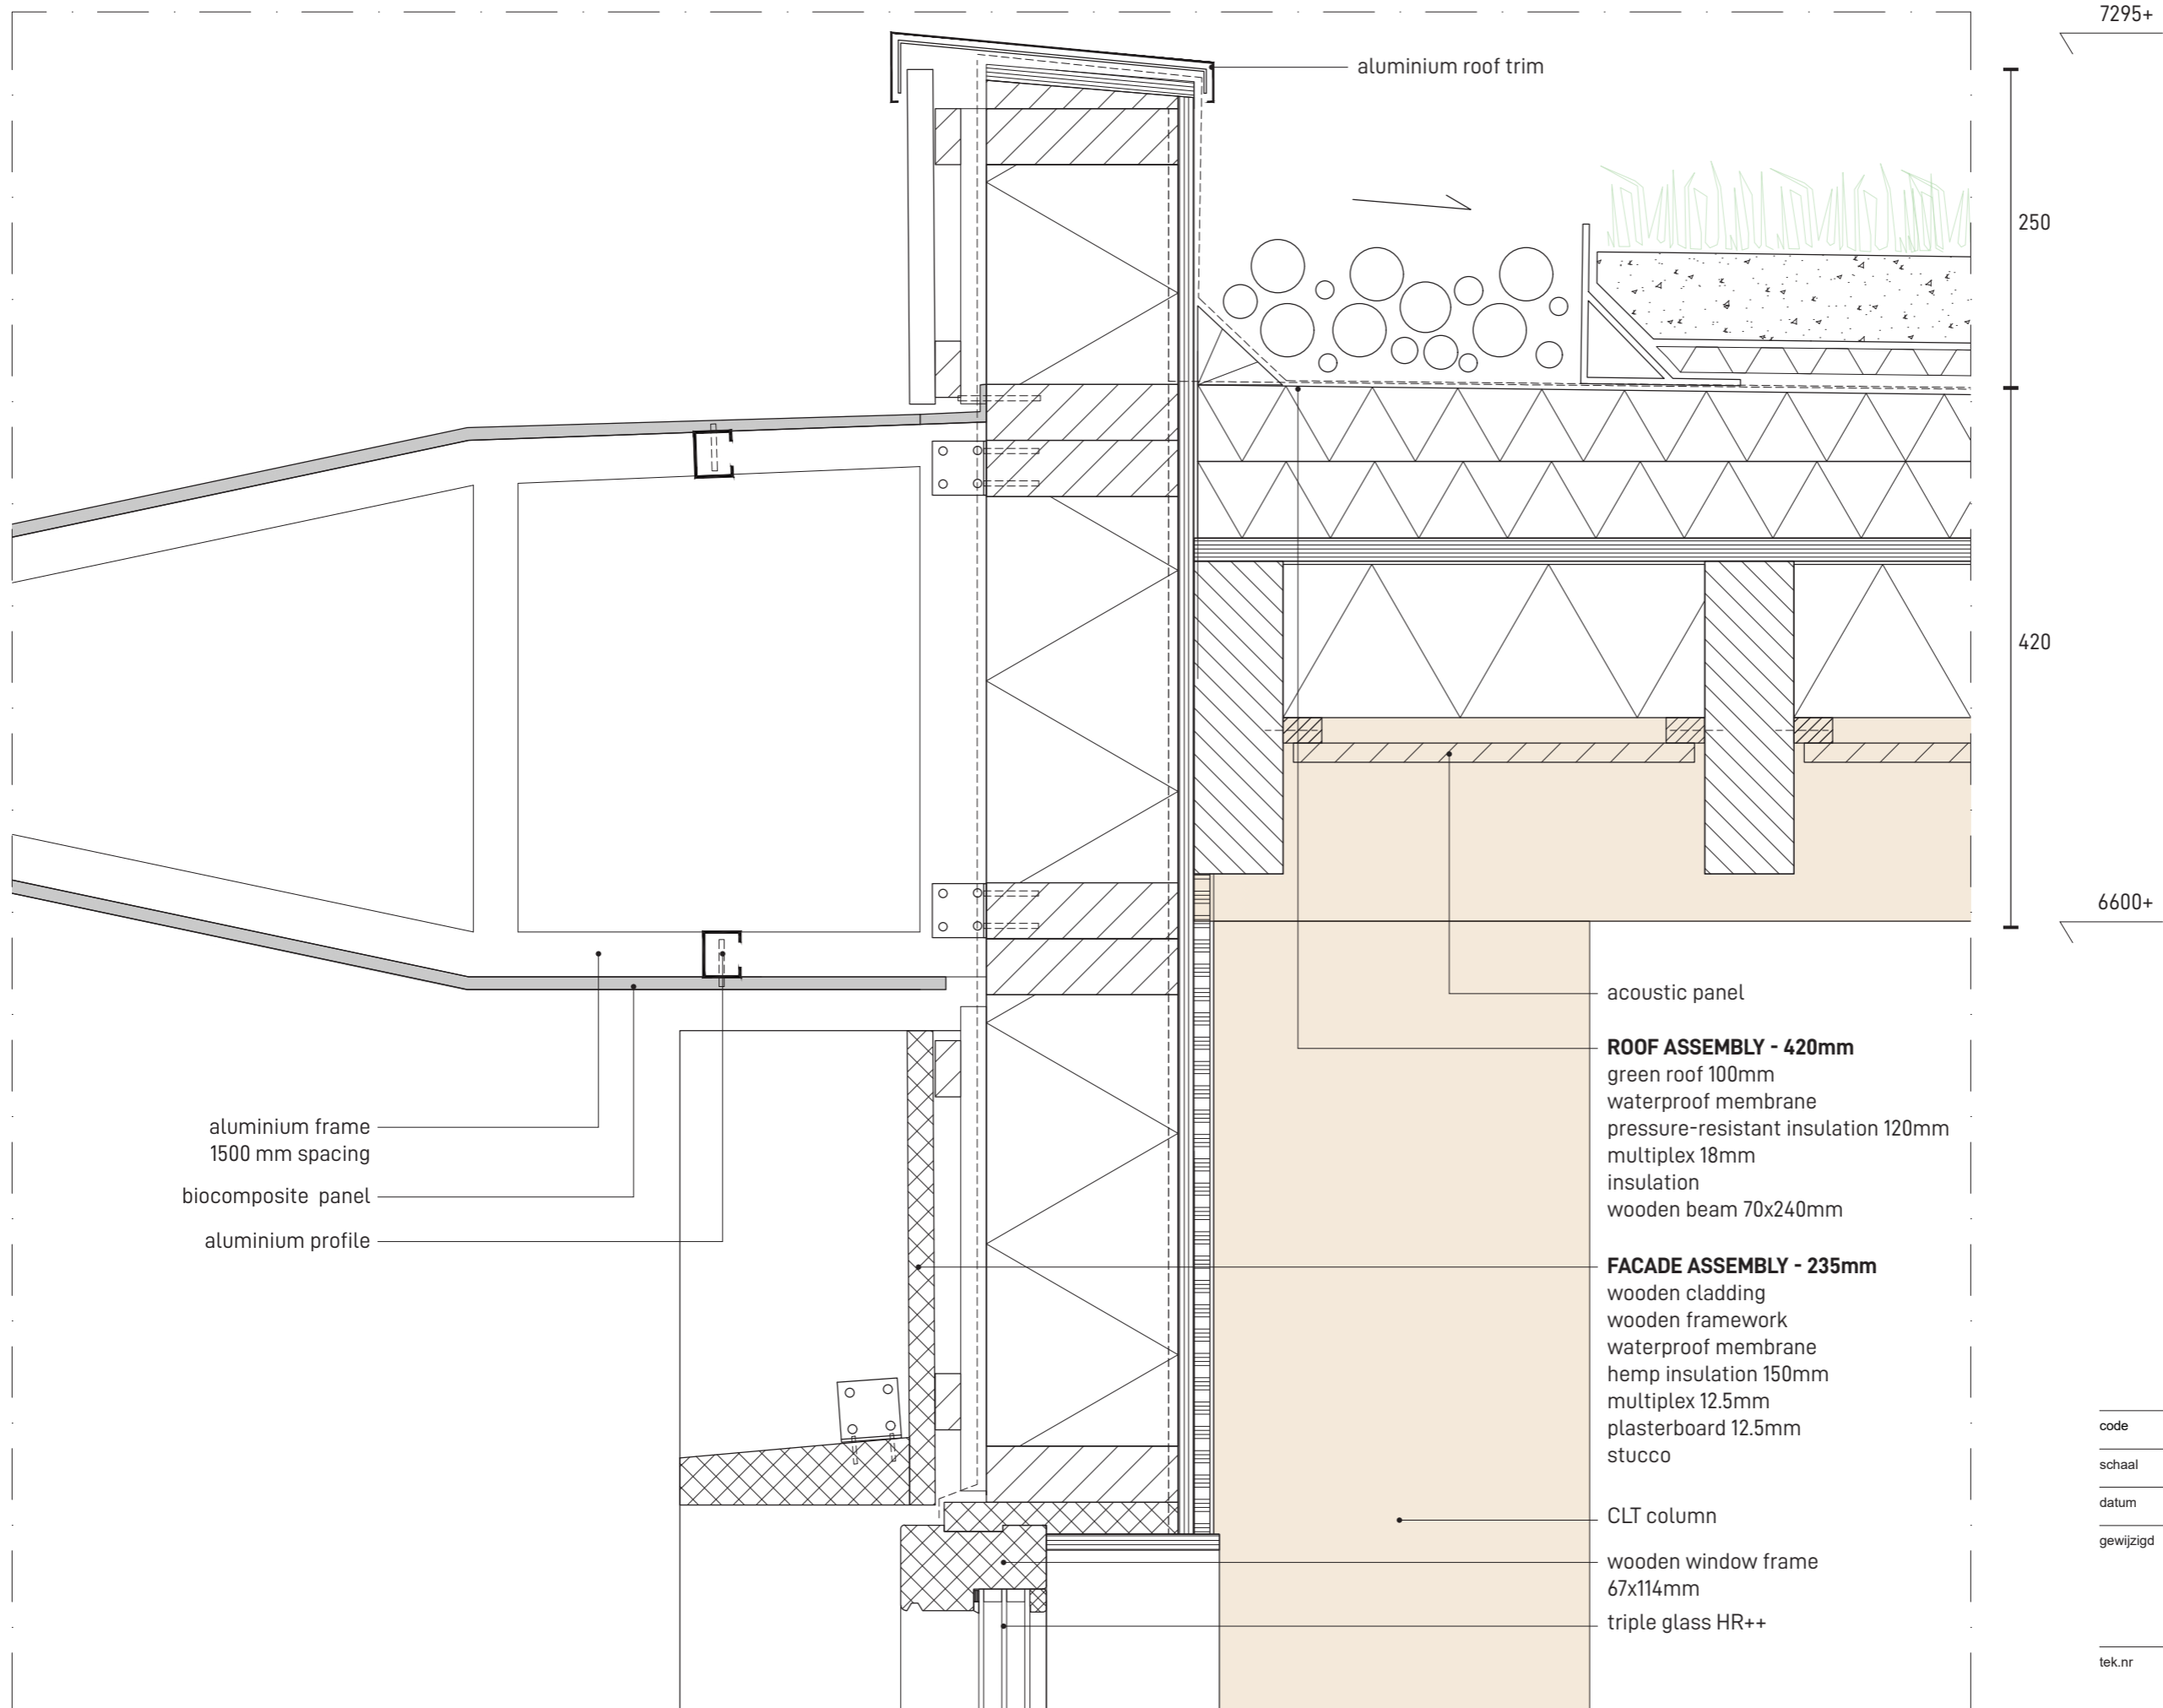 7295+
aluminium roof trim
250
420
6600+
acoustic panel
ROOF ASSEMBLY - 420mm
green roof 100mm
waterproof membrane
pressure-resistant insulation 120mm
multiplex 18mm
insulation
wooden beam 70x240mm
aluminium frame
1500 mm spacing
biocomposite panel
aluminium profile
FACADE ASSEMBLY - 235mm
wooden cladding
wooden framework
waterproof membrane
hemp insulation 150mm
multiplex 12.5mm
plasterboard 12.5mm
stucco
CLT column
wooden window frame
67x114mm
triple glass HR++
code
schaal
datum
gewijzigd
tek.nr